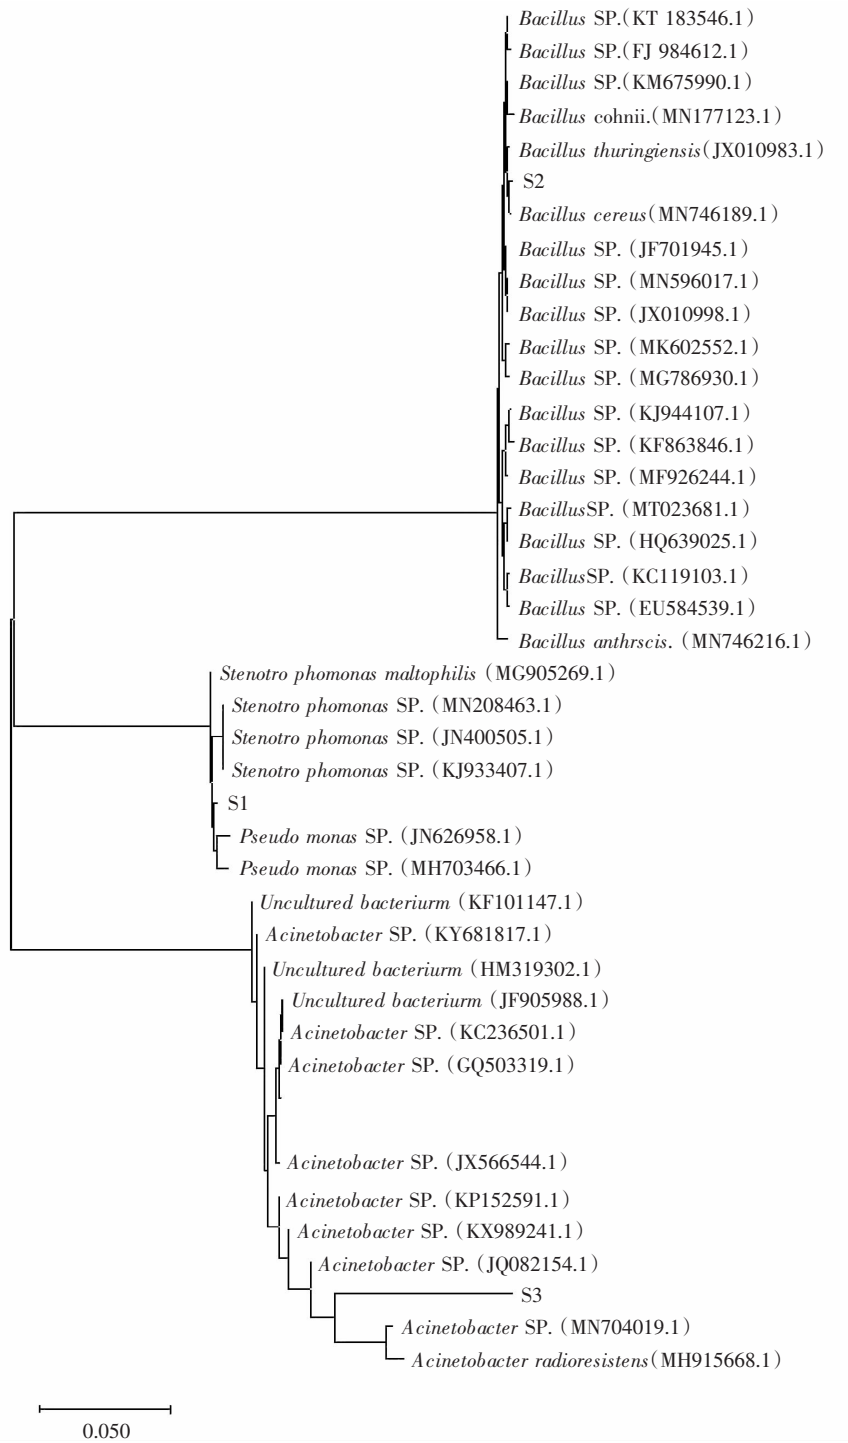 Bacillus SP.(KT 183546.1)
Bacillus SP.(FJ 984612.1)
Bacillus SP.(KM675990.1)
Bacillus cohnii.(MN177123.1)
Bacillus thuringiensis(JX010983.1)
S2
Bacillus cereus(MN746189.1)
Bacillus SP. (JF701945.1)
Bacillus SP. (MN596017.1)
Bacillus SP. (JX010998.1)
Bacillus SP. (MK602552.1)
Bacillus SP. (MG786930.1)
Bacillus SP. (KJ944107.1)
Bacillus SP. (KF863846.1)
Bacillus SP. (MF926244.1)
BacillusSP. (MT023681.1)
Bacillus SP. (HQ639025.1)
BacillusSP. (KC119103.1)
Bacillus SP. (EU584539.1)
Bacillus anthrscis. (MN746216.1)
Stenotro phomonas maltophilis (MG905269.1)
Stenotro phomonas SP. (MN208463.1)
Stenotro phomonas SP. (JN400505.1)
Stenotro phomonas SP. (KJ933407.1)
S1
Pseudo monas SP. (JN626958.1)
Pseudo monas SP. (MH703466.1)
Uncultured bacteriurm (KF101147.1)
Acinetobacter SP. (KY681817.1)
Uncultured bacteriurm (HM319302.1)
Uncultured bacteriurm (JF905988.1)
Acinetobacter SP. (KC236501.1)
Acinetobacter SP. (GQ503319.1)
Acinetobacter SP. (JX566544.1)
Acinetobacter SP. (KP152591.1)
Acinetobacter SP. (KX989241.1)
Acinetobacter SP. (JQ082154.1)
S3
Acinetobacter SP. (MN704019.1)
Acinetobacter radioresistens(MH915668.1)
0.050